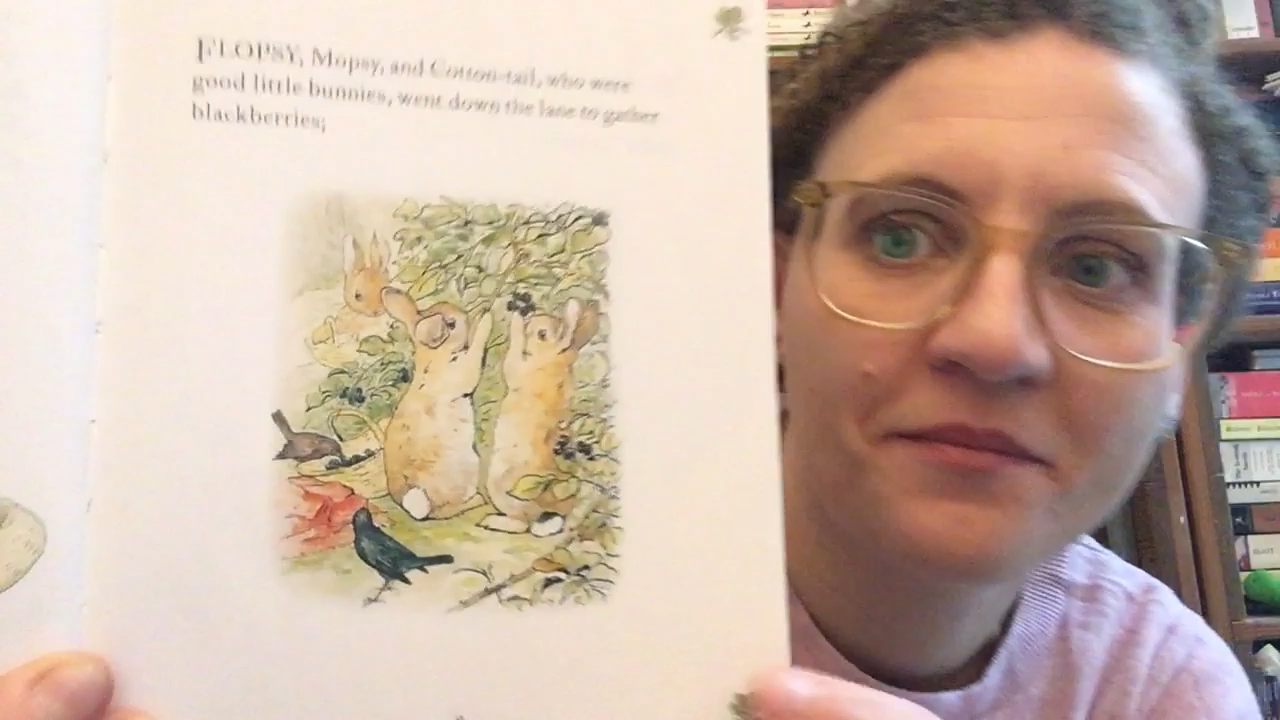 FLOPSY, Mopsy, and Cotton-tail, who were
good little bunnies, went down the lane to gather
blackberries;